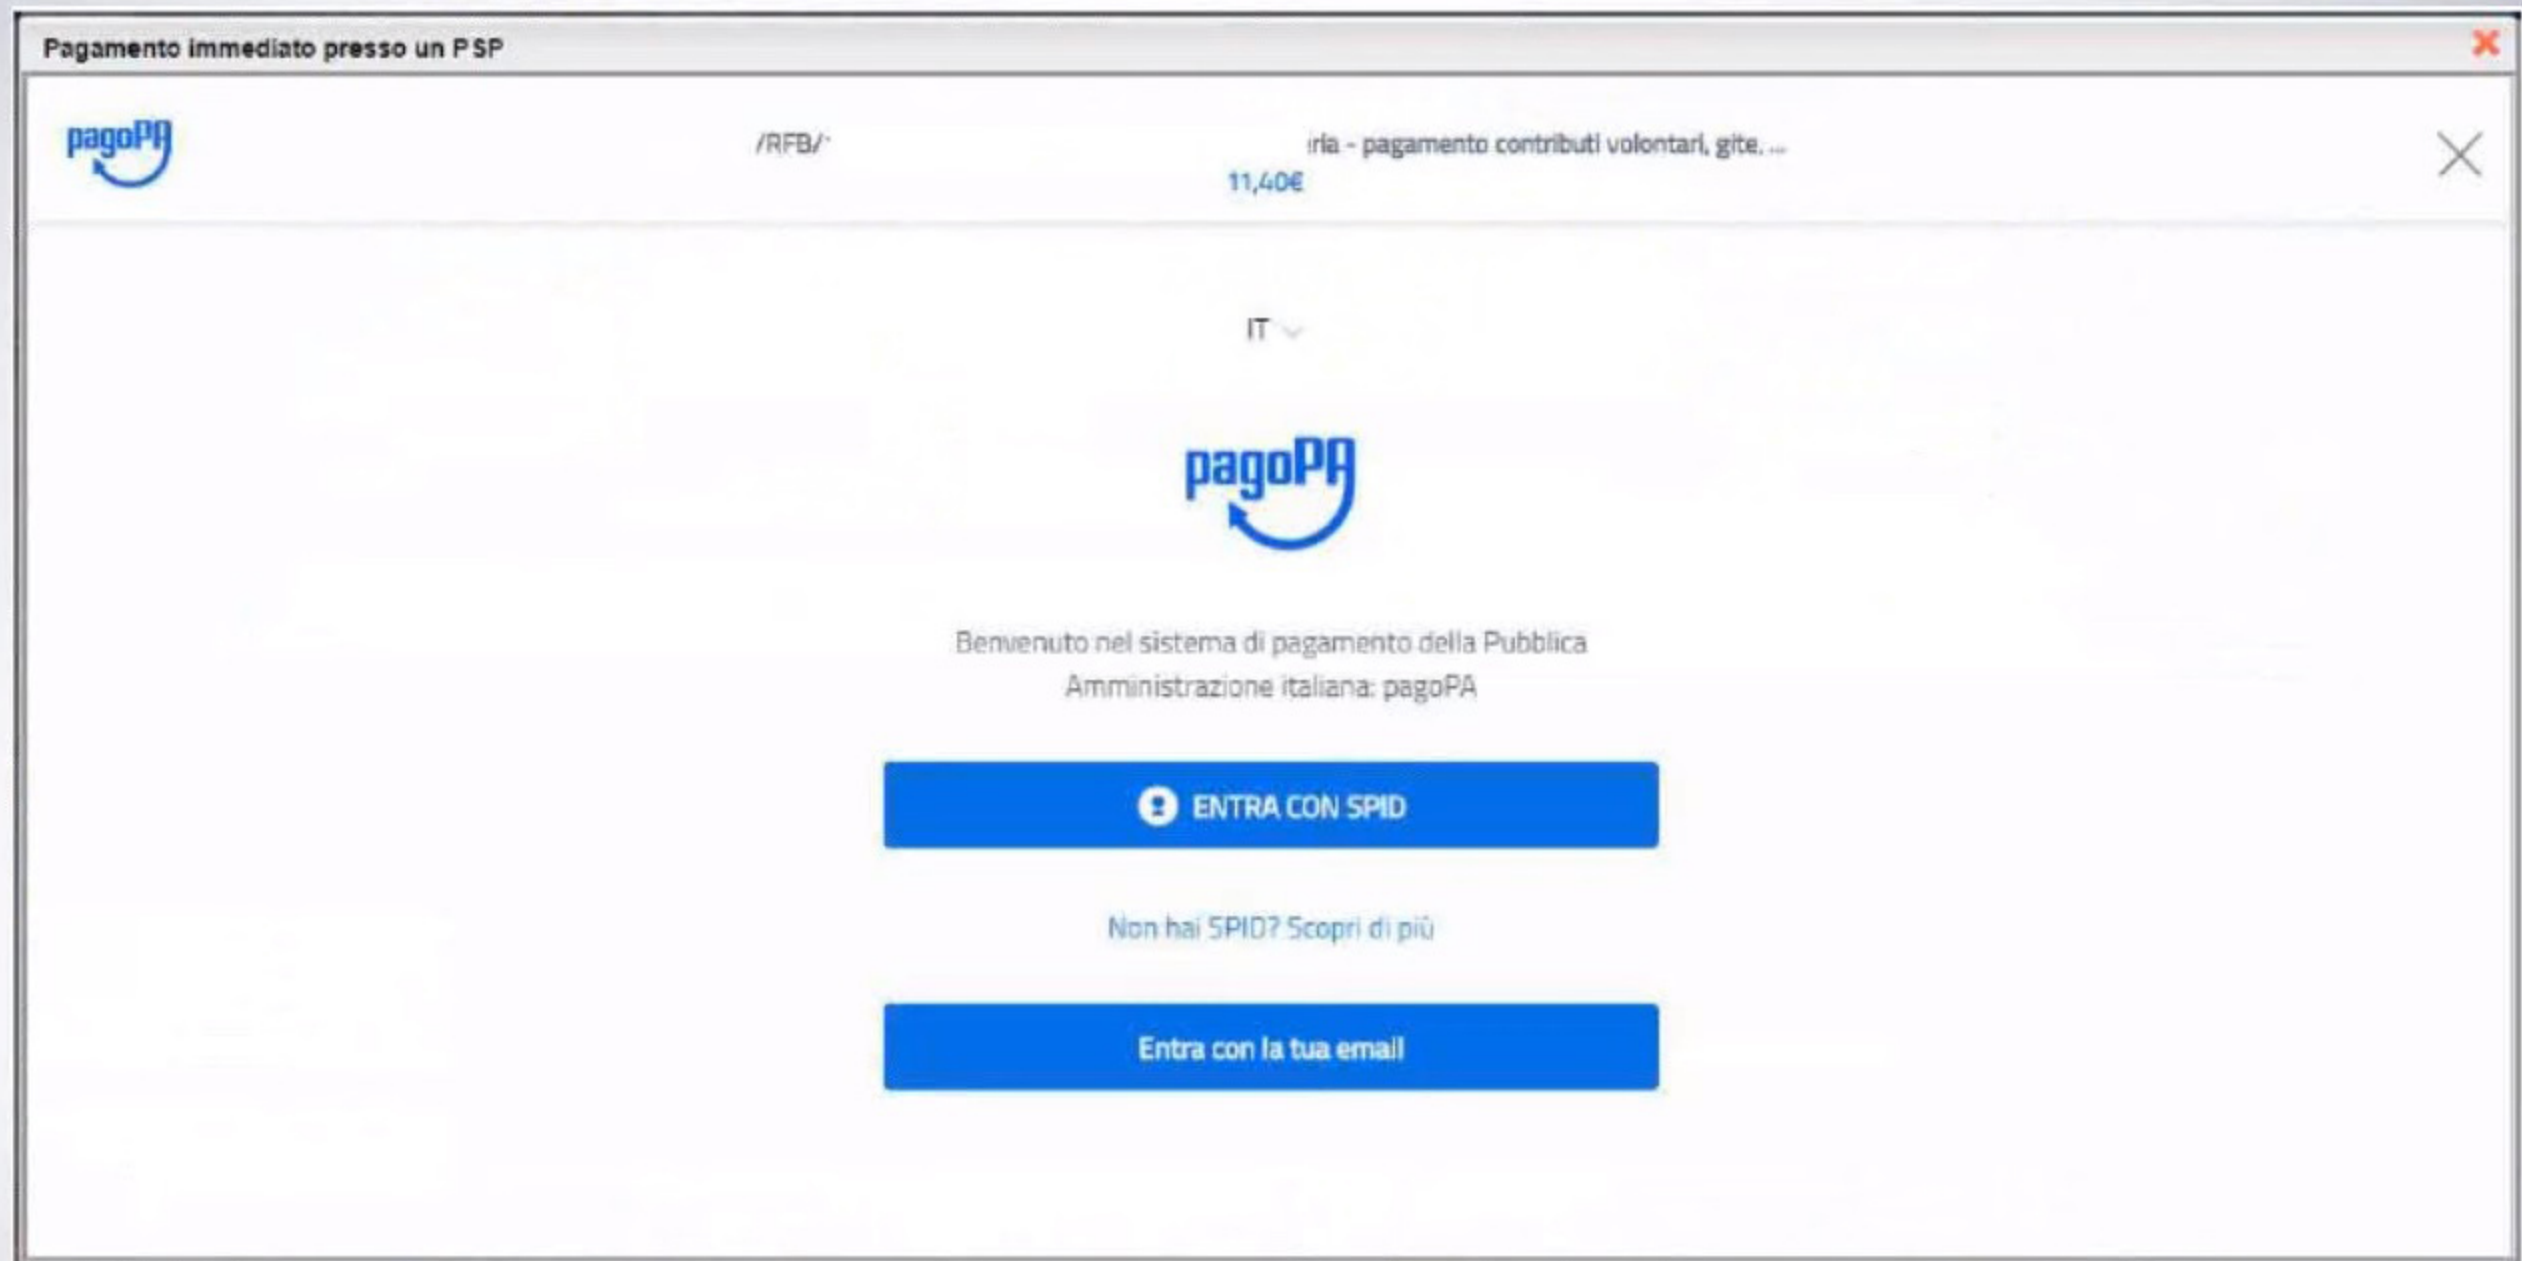 Pagamento immediato presso un PSP
pagoPA
/RFB/
- pagamento contributi volontari, gite, ...
11,40€
IT
pagoPA
Benvenuto nel sistema di pagamento della Pubblica
Amministrazione italiana: pagoPA
ENTRA CON SPID
Non hai SPID? Scopri di più
Entra con la tua email